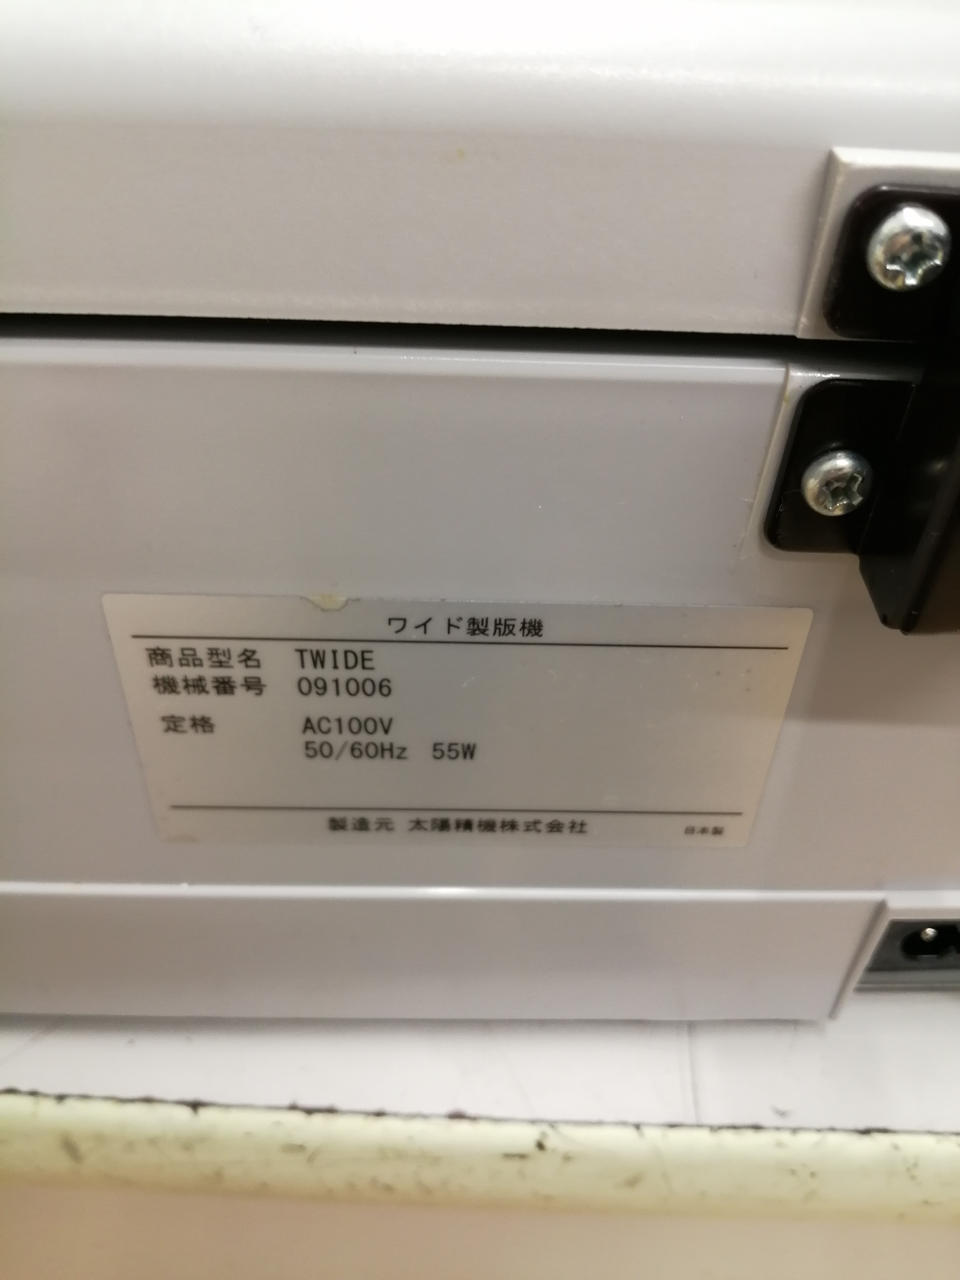 ワイド製版機
商品型名 TWIDE
機械番号 091006
定格 AC100V
50/60Hz 55W
製造元 太陽精機株式会社 日本製